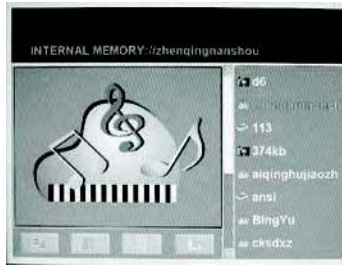 INTERNAL MEMORY://zhenqingnanshou
d6
113
374kb
aiqinghujiaozh
ansi
BingYu
cksdxz